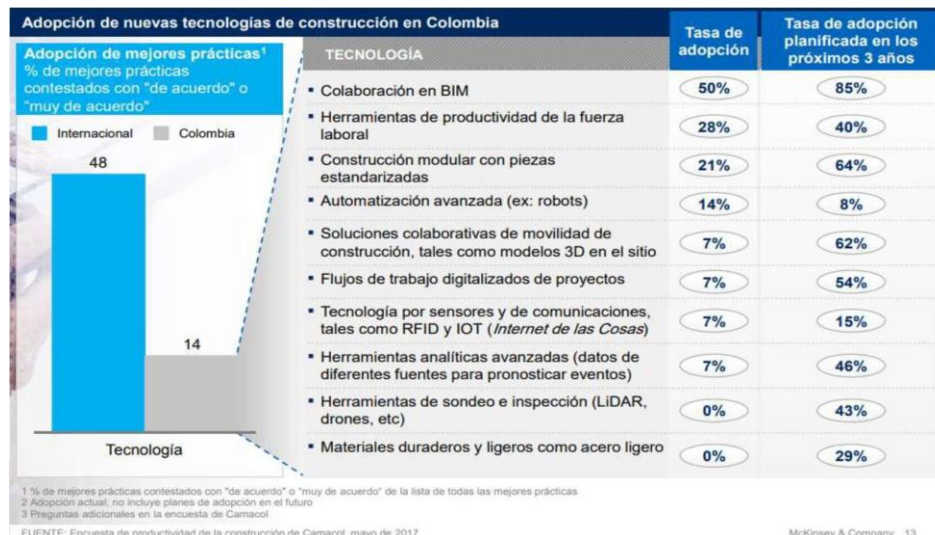 Adopción de nuevas tecnologías de construcción en Colombia
Tasa de
adopción
Tasa de adopción
planificada en los
próximos 3 años
Adopción de mejores prácticas¹
% de mejores prácticas
contestados con "de acuerdo" o
"muy de acuerdo"
Internacional
Colombia
48
14
Tecnología
TECNOLOGÍA
▪ Colaboración en BIM
50%
85%
▪ Herramientas de productividad de la fuerza
laboral
28%
40%
▪ Construcción modular con piezas
estandarizadas
21%
64%
▪ Automatización avanzada (ex: robots)
14%
8%
▪ Soluciones colaborativas de movilidad de
construcción, tales como modelos 3D en el sitio
7%
62%
▪ Flujos de trabajo digitalizados de proyectos
7%
54%
▪ Tecnología por sensores y de comunicaciones,
tales como RFID y IOT (Internet de las Cosas)
7%
15%
▪ Herramientas analíticas avanzadas (datos de
diferentes fuentes para pronosticar eventos)
7%
46%
▪ Herramientas de sondeo e inspección (LiDAR,
drones, etc)
0%
43%
▪ Materiales duraderos y ligeros como acero ligero
0%
29%
1 % de mejores prácticas contestados con "de acuerdo" o "muy de acuerdo" de la lista de todas las mejores prácticas
2 Adopción actual; no incluye planes de adopción en el futuro
3 Preguntas adicionales en la encuesta de Camacol
FUENTE: Encuesta de productividad de la construcción de Camacol, mayo de 2017
McKinsey & Company 13